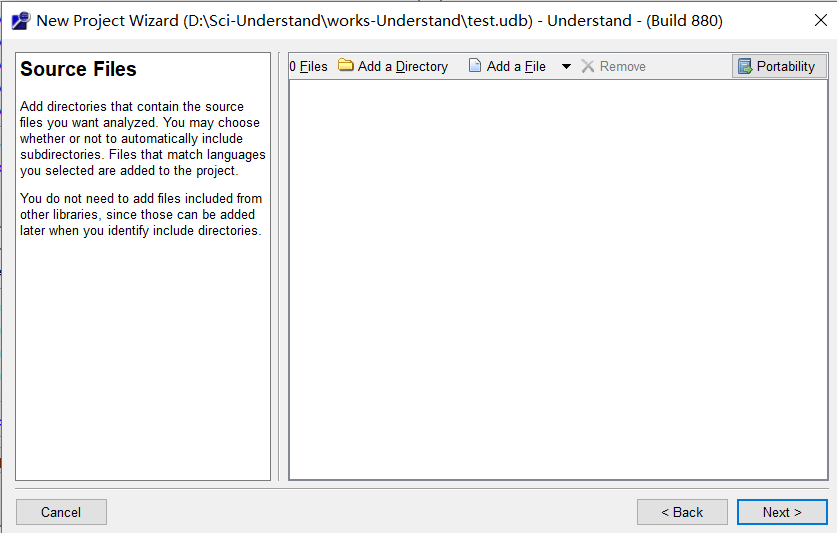 New Project Wizard (D:\Sci-Understand\works-Understand\test.udb) - Understand - (Build 880)
Source Files
Add directories that contain the source
files you want analyzed. You may choose
whether or not to automatically include
subdirectories. Files that match languages
you selected are added to the project.
You do not need to add files included from
other libraries, since those can be added
later when you identify include directories.
0 Files Add a Directory Add a File Remove Portability
Cancel < Back Next >